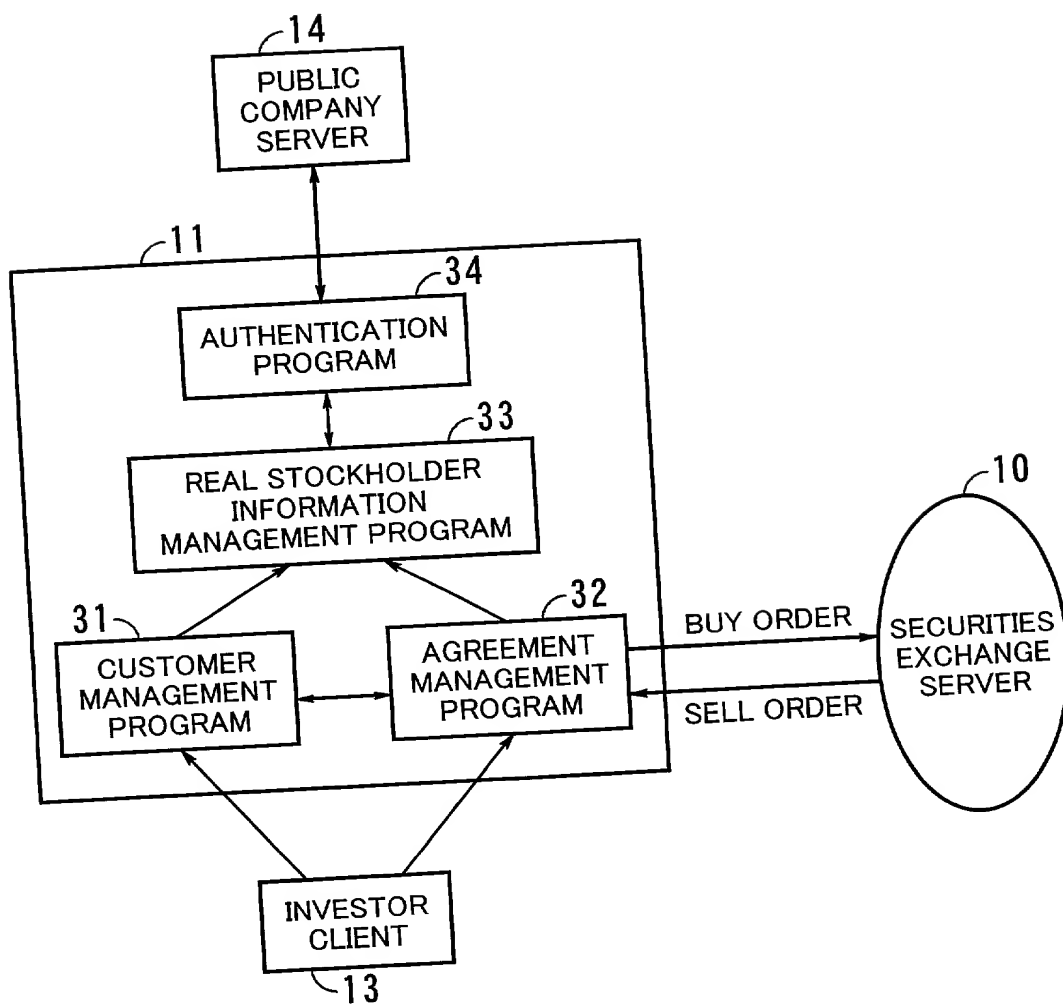 14
PUBLIC
COMPANY
SERVER
11
34
AUTHENTICATION
PROGRAM
33
REAL STOCKHOLDER
INFORMATION
MANAGEMENT PROGRAM
31
CUSTOMER
MANAGEMENT
PROGRAM
32
AGREEMENT
MANAGEMENT
PROGRAM
BUY ORDER
SELL ORDER
10
SECURITIES
EXCHANGE
SERVER
INVESTOR
CLIENT
13